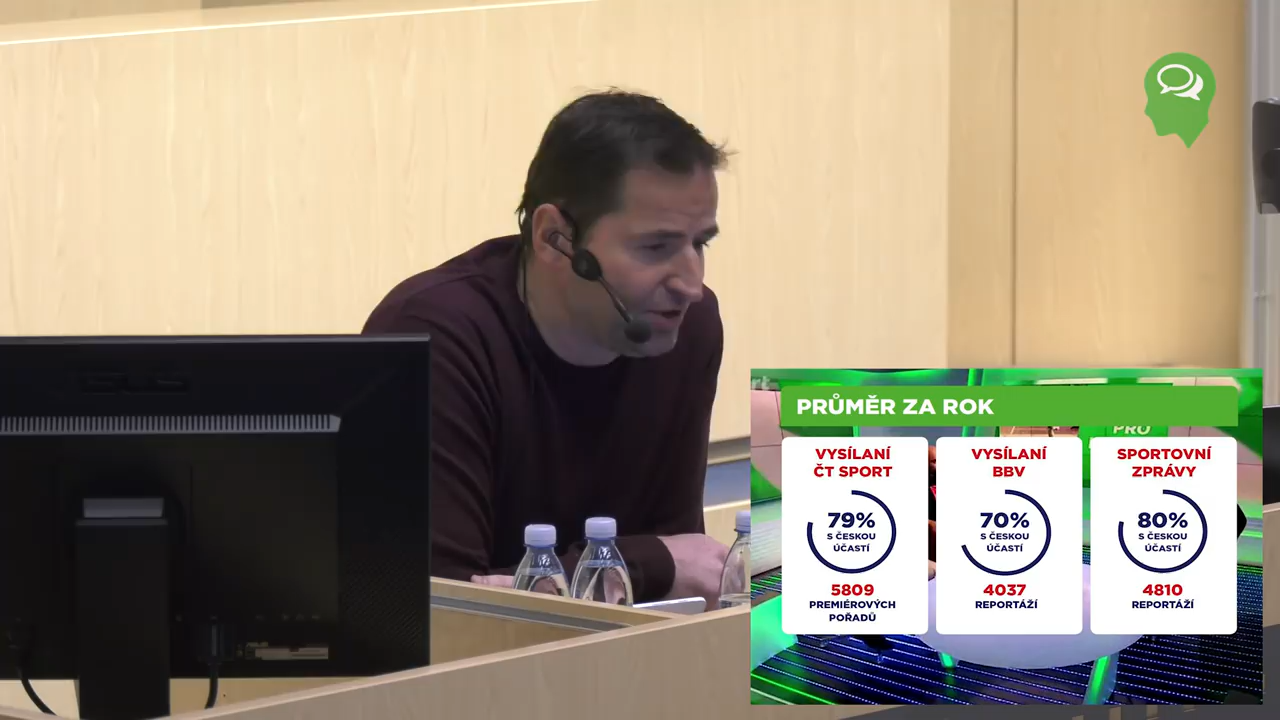 PRŮMĚR ZA ROK
PRO
VYSÍLANÍ
ČT SPORT
79%
S ČESKOU
ÚČASTÍ
5809
PREMIÉROVÝCH
POŘADŮ
VYSÍLANÍ
BBV
70%
S ČESKOU
ÚČASTÍ
4037
REPORTÁŽÍ
SPORTOVNÍ
ZPRÁVY
80%
S ČESKOU
ÚČASTÍ
4810
REPORTÁŽÍ